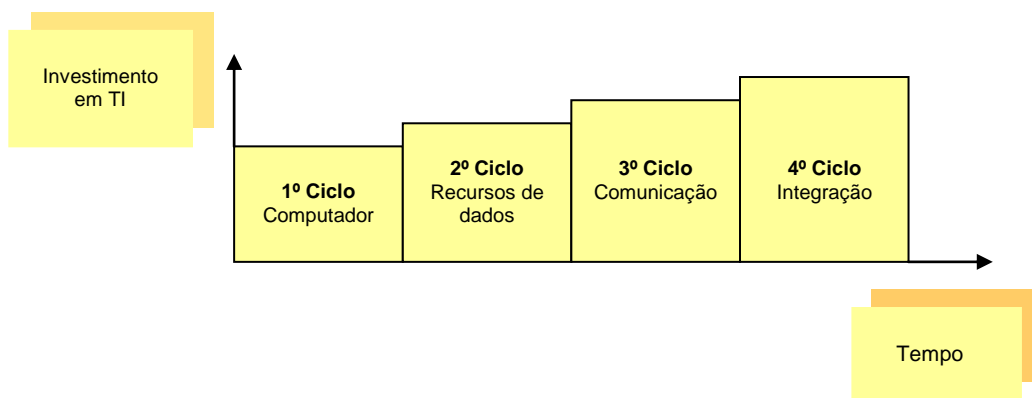 Investimento
em TI
1º Ciclo
Computador
2º Ciclo
Recursos de
dados
3º Ciclo
Comunicação
4º Ciclo
Integração
Tempo